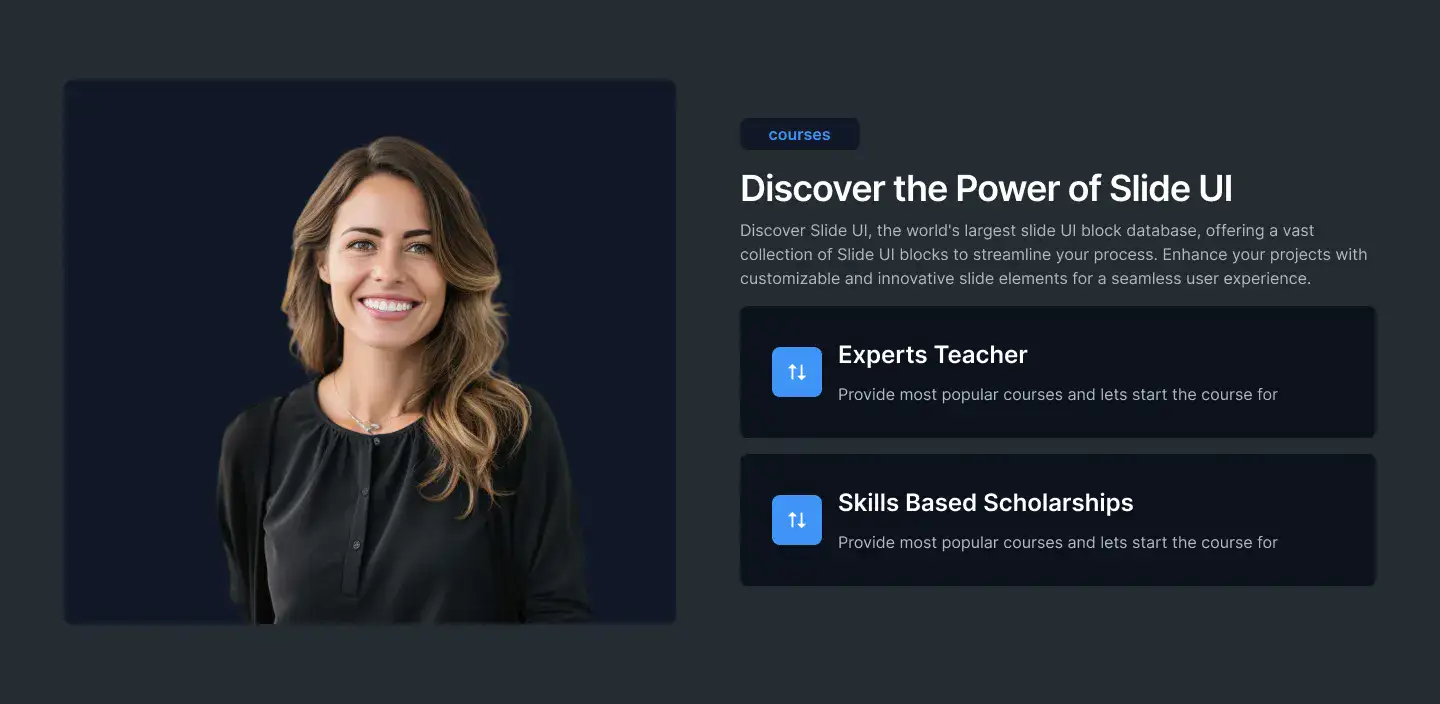 courses
Discover the Power of Slide UI
Discover Slide UI, the world's largest slide UI block database, offering a vast
collection of Slide UI blocks to streamline your process. Enhance your projects with
customizable and innovative slide elements for a seamless user experience.
Experts Teacher
Provide most popular courses and lets start the course for
Skills Based Scholarships
Provide most popular courses and lets start the course for